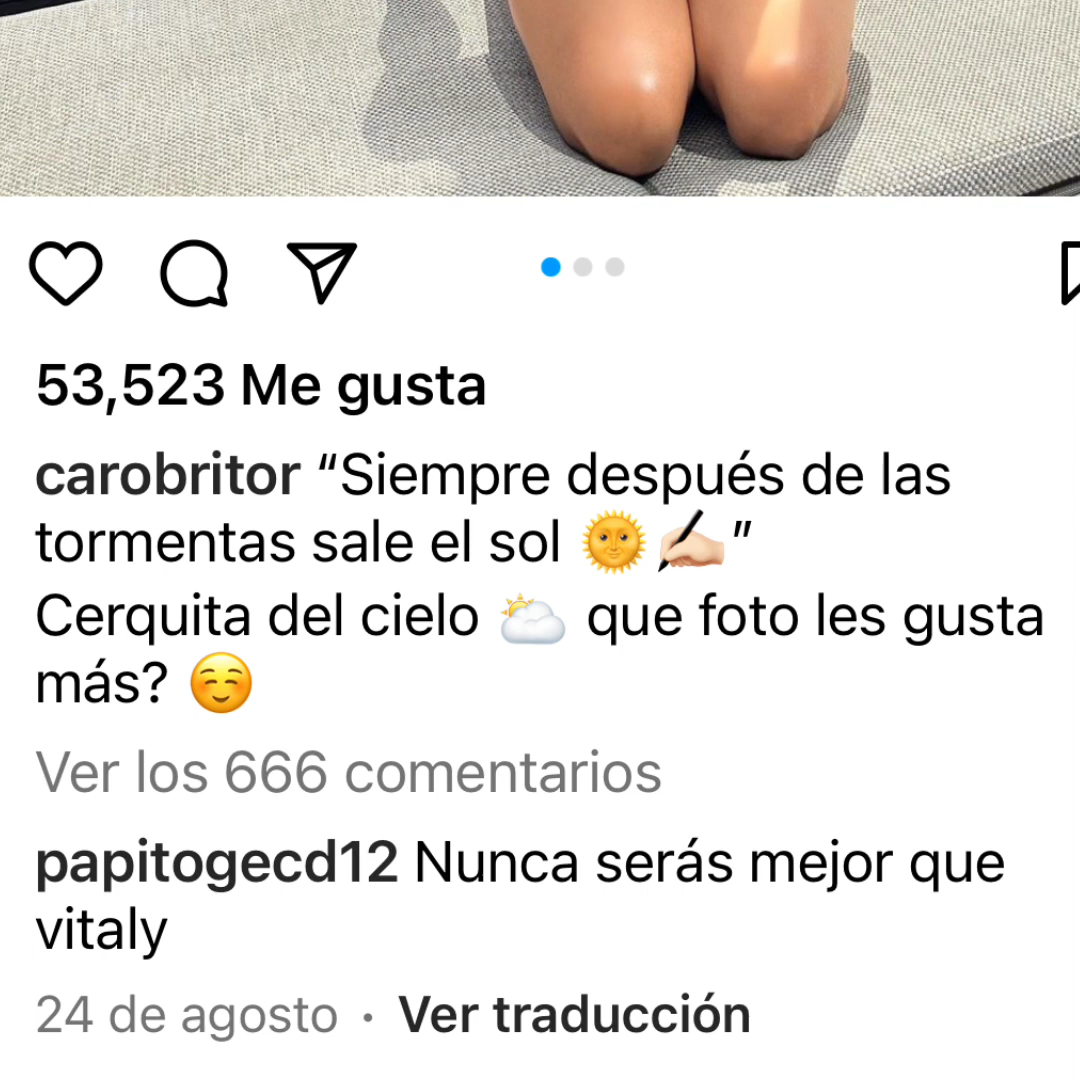 53,523 Me gusta
carobritor “Siempre después de las
tormentas sale el sol 🌞✍🏻”
Cerquita del cielo 🌥️ que foto les gusta
más? ☺️
Ver los 666 comentarios
papitogecd12 Nunca serás mejor que
vitaly
24 de agosto · Ver traducción